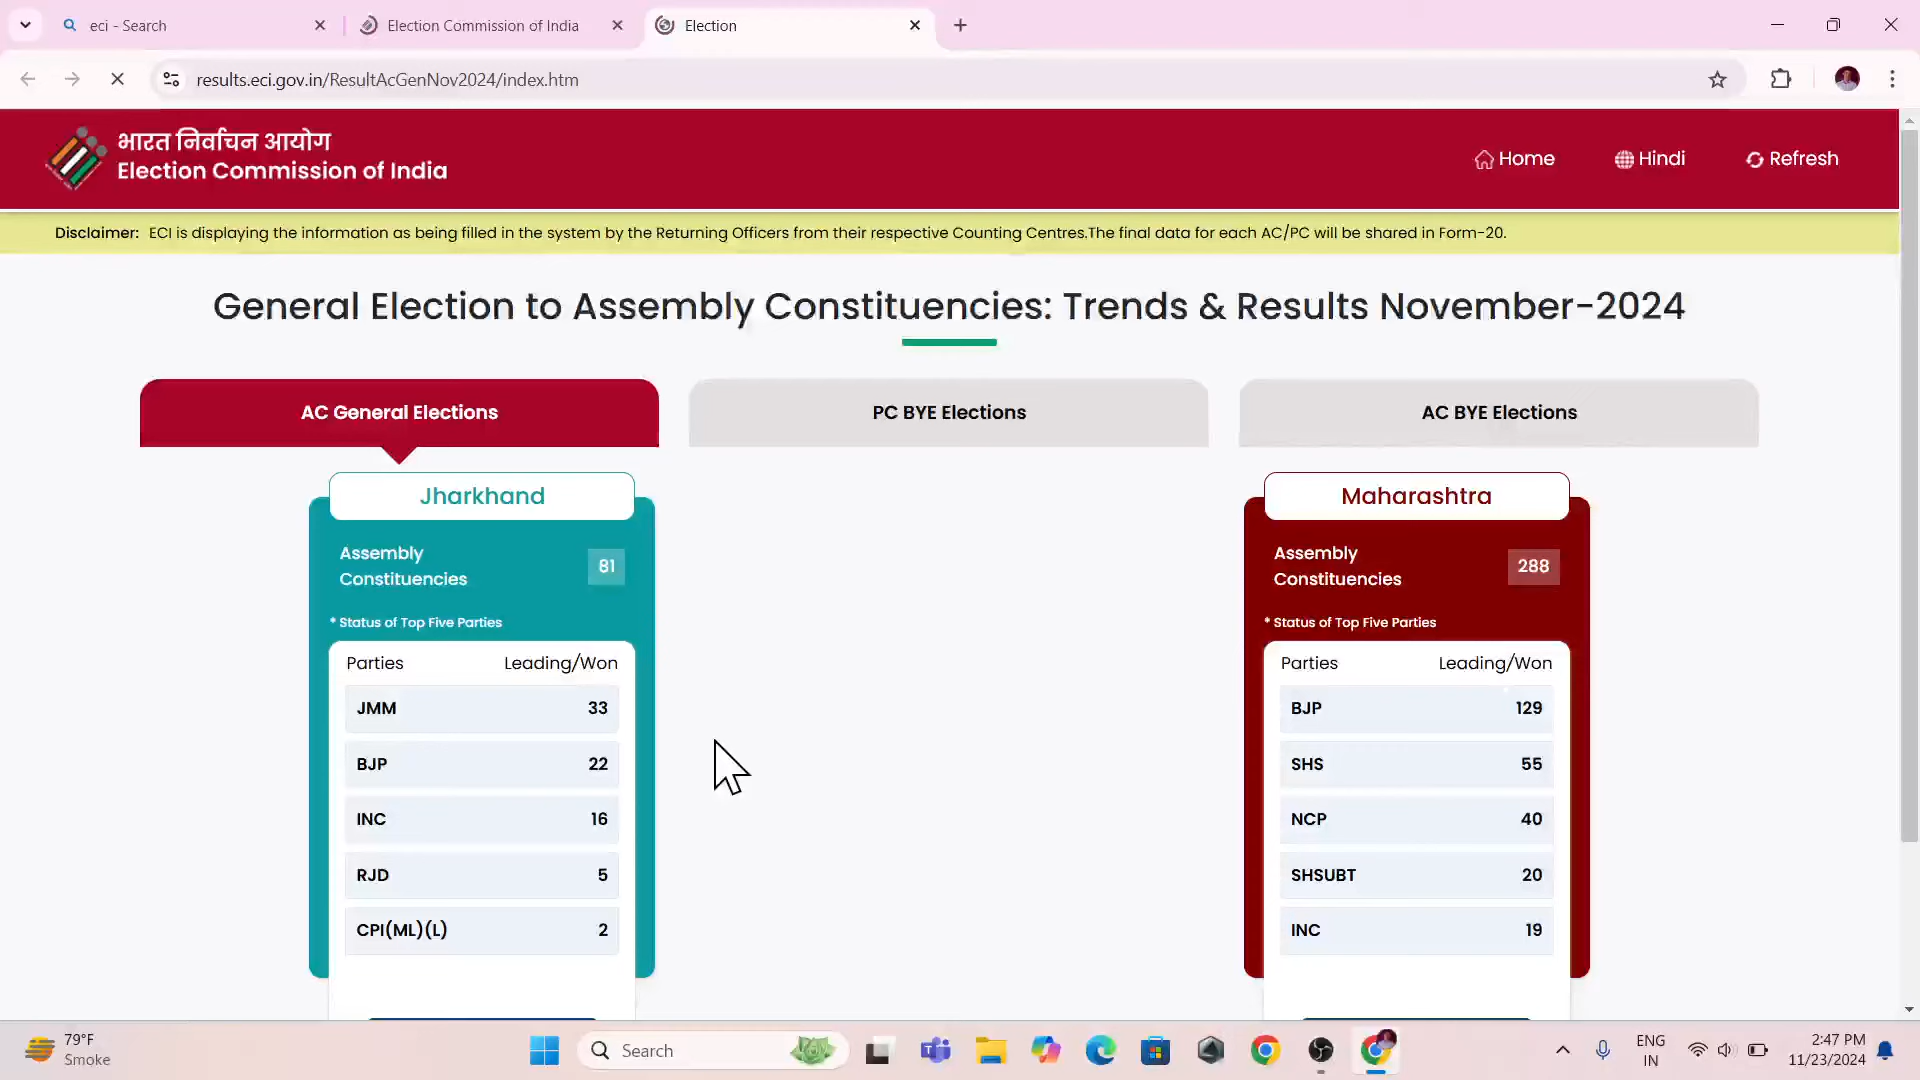 eci - Search
Election Commission of India
Election
results.eci.gov.in/ResultAcGenNov2024/index.htm
भारत निर्वाचन आयोग
Election Commission of India
Home
Hindi
Refresh
Disclaimer: ECI is displaying the information as being filled in the system by the Returning Officers from their respective Counting Centres.The final data for each AC/PC will be shared in Form-20.
General Election to Assembly Constituencies: Trends & Results November-2024
AC General Elections
PC BYE Elections
AC BYE Elections
Jharkhand
Assembly
Constituencies
81
* Status of Top Five Parties
Parties Leading/Won
JMM 33
BJP 22
INC 16
RJD 5
CPI(ML)(L) 2
Maharashtra
Assembly
Constituencies
288
* Status of Top Five Parties
Parties Leading/Won
BJP 129
SHS 55
NCP 40
SHSUBT 20
INC 19
79°F
Smoke
Search
ENG
IN
2:47 PM
11/23/2024